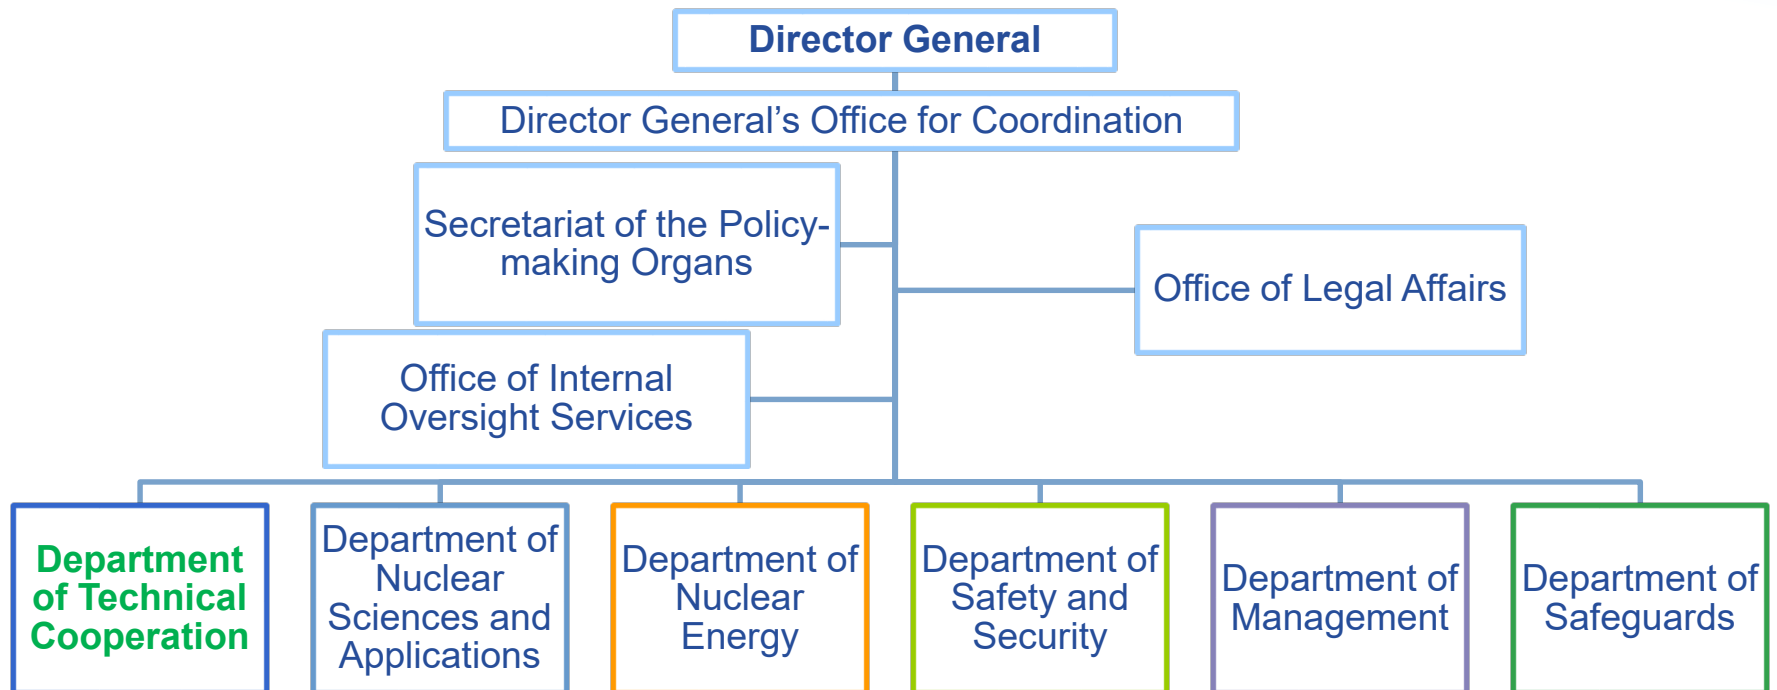 Director General
Director General’s Office for Coordination
Secretariat of the Policy-
making Organs
Office of Legal Affairs
Office of Internal
Oversight Services
Department
of Technical
Cooperation
Department of
Nuclear
Sciences and
Applications
Department of
Nuclear
Energy
Department of
Safety and
Security
Department of
Management
Department of
Safeguards